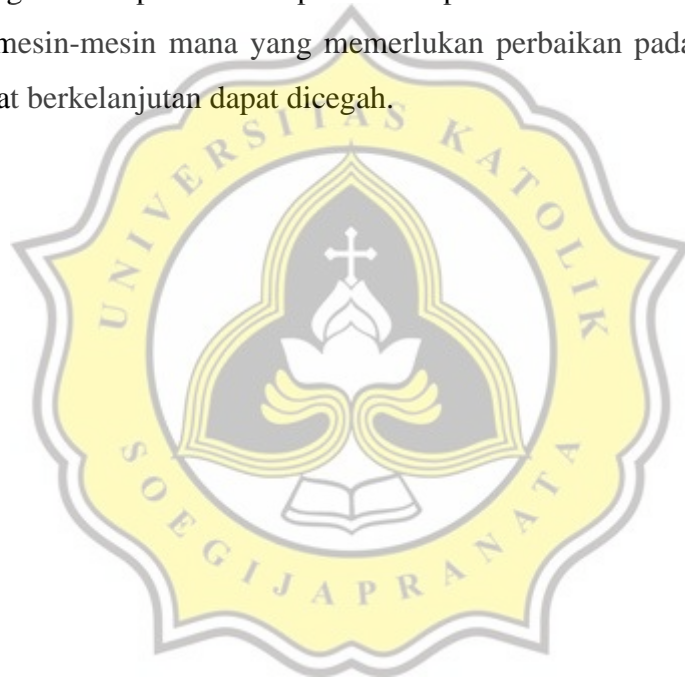 mesin-mesin mana yang memerlukan perbaikan pada
at berkelanjutan dapat dicegah.
UNIVERSITAS KATOLIK
SOEGIJAPRANATA